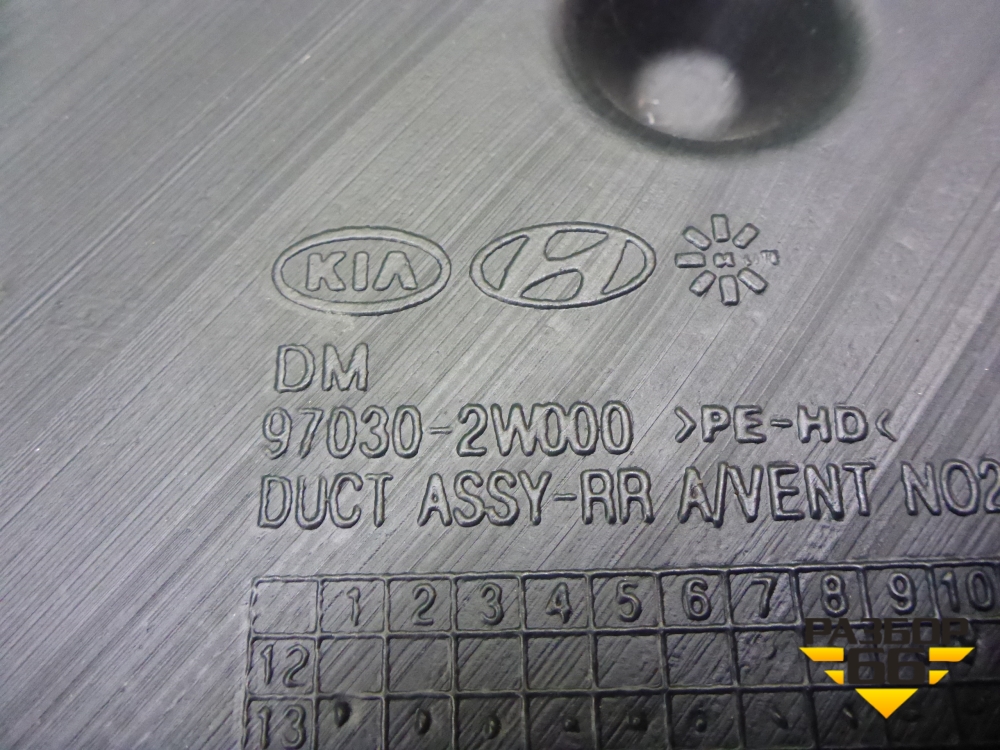 KIA
DM
97030-2W000 >PE-HD<
DUCT ASSY-RR A/VENT NO2
1 2 3 4 5 6 7 8 9 10
12
13
РАЗБОР
66